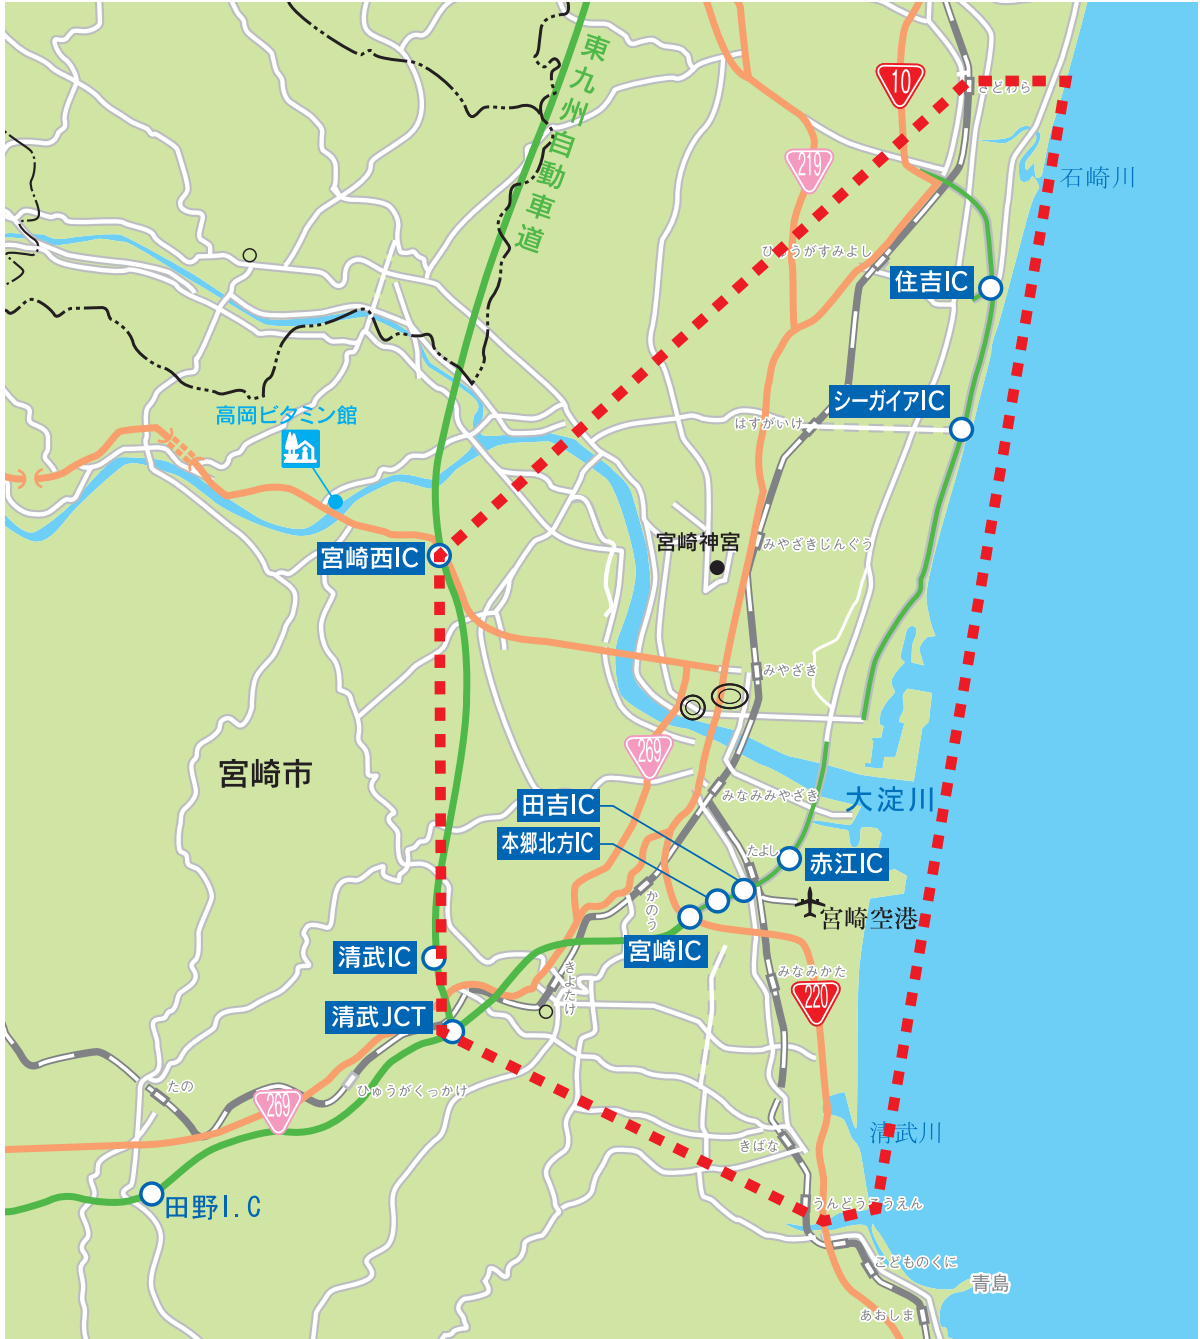 東九州自動車道
10
さどわら
219
石崎川
ひゅうがすみよし
住吉IC
シーガイアIC
高岡ビタミン館
はすがいけ
宮崎西IC
宮崎神宮
みやざきじんぐう
みやざき
269
宮崎市
みなみみやざき
大淀川
田吉IC
本郷北方IC
たよし
赤江IC
かのう
宮崎空港
宮崎IC
清武IC
きよたけ
みなみかた
220
清武JCT
たの
ひゅうがくっかけ
269
清武川
きばな
田野I.C
うんどうこうえん
こどものくに
青島
あおしま